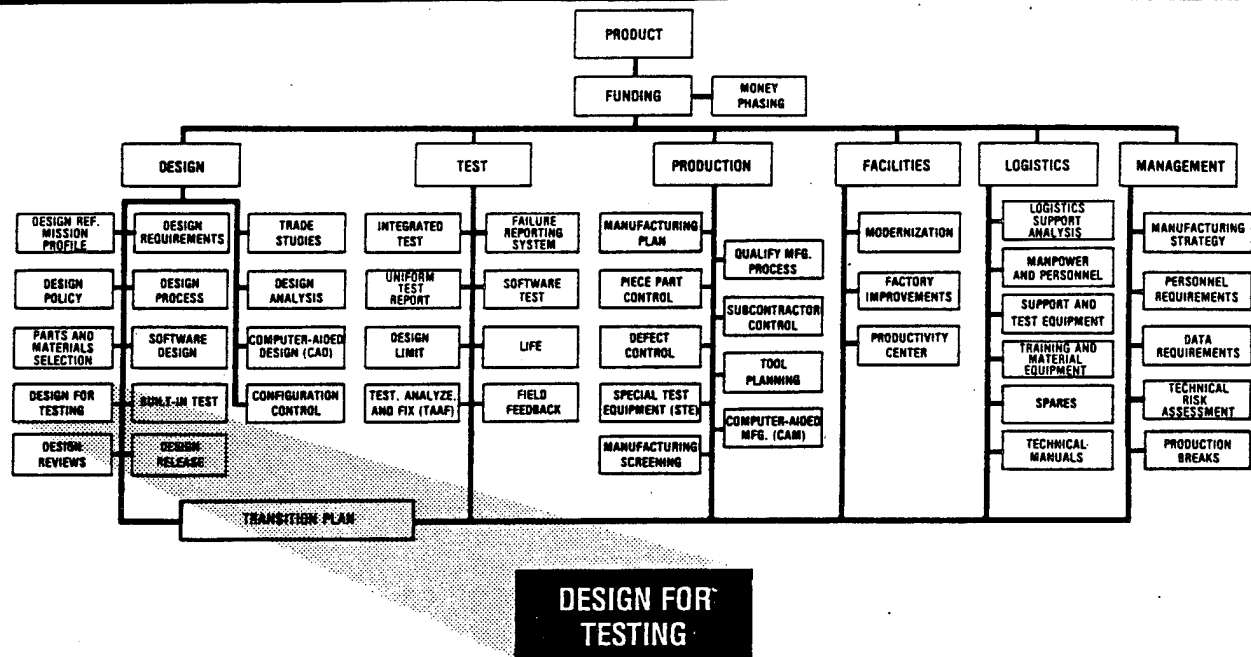 PRODUCT
FUNDING
MONEY
PHASING
DESIGN
TEST
PRODUCTION
FACILITIES
LOGISTICS
MANAGEMENT
DESIGN REF.
MISSION
PROFILE
DESIGN
POLICY
PARTS AND
MATERIALS
SELECTION
DESIGN FOR
TESTING
DESIGN
REVIEWS
DESIGN
REQUIREMENTS
DESIGN
PROCESS
SOFTWARE
DESIGN
BUILT-IN TEST
DESIGN
RELEASE
TRADE
STUDIES
DESIGN
ANALYSIS
COMPUTER-AIDED
DESIGN (CAD)
CONFIGURATION
CONTROL
INTEGRATED
TEST
UNIFORM
TEST
REPORT
DESIGN
LIMIT
TEST, ANALYZE,
AND FIX (TAAF)
FAILURE
REPORTING
SYSTEM
SOFTWARE
TEST
LIFE
FIELD
FEEDBACK
MANUFACTURING
PLAN
PIECE PART
CONTROL
DEFECT
CONTROL
SPECIAL TEST
EQUIPMENT (STE)
MANUFACTURING
SCREENING
QUALIFY MFG.
PROCESS
SUBCONTRACTOR
CONTROL
TOOL
PLANNING
COMPUTER-AIDED
MFG. (CAM)
MODERNIZATION
FACTORY
IMPROVEMENTS
PRODUCTIVITY
CENTER
LOGISTICS
SUPPORT
ANALYSIS
MANPOWER
AND PERSONNEL
SUPPORT AND
TEST EQUIPMENT
TRAINING AND
MATERIAL
EQUIPMENT
SPARES
TECHNICAL
MANUALS
MANUFACTURING
STRATEGY
PERSONNEL
REQUIREMENTS
DATA
REQUIREMENTS
TECHNICAL
RISK
ASSESSMENT
PRODUCTION
BREAKS
TRANSITION PLAN
DESIGN FOR
TESTING